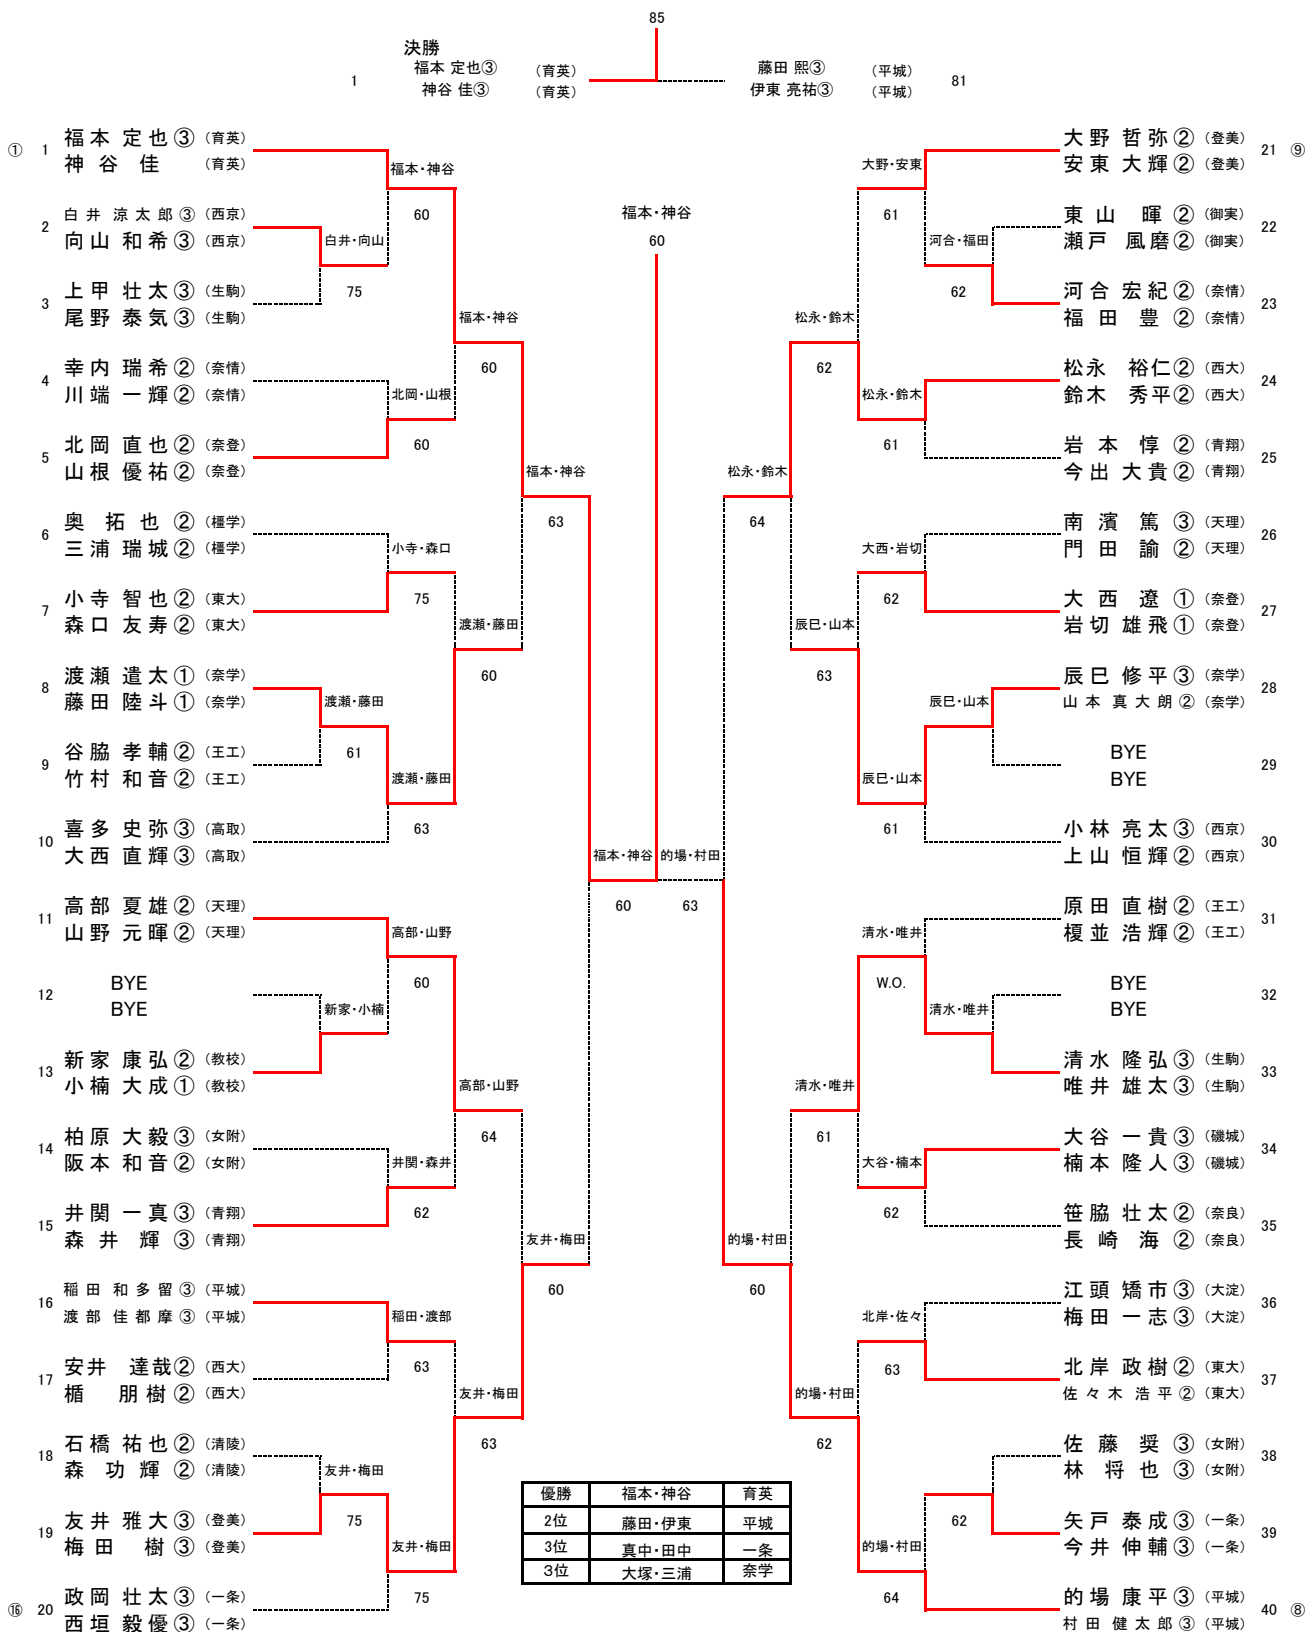 85
決勝
1 福本 定也③ （育英） 藤田 熙③ （平城） 81
神谷 佳③ （育英） 伊東 亮祐③ （平城）
① 1 福本 定也③（育英）
神谷 佳 （育英）
2 白井 涼太郎③（西京）
向山 和希③（西京）
3 上甲 壮太③（生駒）
尾野 泰気③（生駒）
4 幸内 瑞希②（奈情）
川端 一輝②（奈情）
5 北岡 直也②（奈登）
山根 優祐②（奈登）
6 奥 拓也②（橿学）
三浦 瑞城②（橿学）
7 小寺 智也②（東大）
森口 友寿②（東大）
8 渡瀬 遣太①（奈学）
藤田 陸斗①（奈学）
9 谷脇 孝輔②（王工）
竹村 和音②（王工）
10 喜多 史弥③（高取）
大西 直輝③（高取）
11 高部 夏雄②（天理）
山野 元暉②（天理）
12 BYE
BYE
13 新家 康弘②（教校）
小楠 大成①（教校）
14 柏原 大毅③（女附）
阪本 和音②（女附）
15 井関 一真③（青翔）
森井 輝③（青翔）
16 稲田 和多留③（平城）
渡部 佳都摩③（平城）
17 安井 達哉②（西大）
楯 朋樹②（西大）
18 石橋 祐也②（清陵）
森 功輝②（清陵）
19 友井 雅大③（登美）
梅田 樹③（登美）
⑯ 20 政岡 壮太③（一条）
西垣 毅優③（一条）
福本・神谷
60
白井・向山
75
福本・神谷
60
北岡・山根
60
福本・神谷
63
小寺・森口
75
渡瀬・藤田
60
渡瀬・藤田
61
渡瀬・藤田
63
福本・神谷
60
高部・山野
60
新家・小楠
高部・山野
64
井関・森井
62
友井・梅田
60
稲田・渡部
63
友井・梅田
63
友井・梅田
75
友井・梅田
75
福本・神谷
60
的場・村田
63
大野・安東
61
河合・福田
62
松永・鈴木
62
松永・鈴木
61
松永・鈴木
64
大西・岩切
62
辰巳・山本
63
辰巳・山本
辰巳・山本
61
清水・唯井
W.O.
清水・唯井
清水・唯井
61
大谷・楠本
62
的場・村田
60
北岸・佐々
63
的場・村田
62
62
的場・村田
64
大野 哲弥②（登美） 21 ⑨
安東 大輝②（登美）
東山 暉②（御実） 22
瀬戸 風磨②（御実）
河合 宏紀②（奈情） 23
福田 豊②（奈情）
松永 裕仁②（西大） 24
鈴木 秀平②（西大）
岩本 惇②（青翔） 25
今出 大貴②（青翔）
南濱 篤③（天理） 26
門田 諭②（天理）
大西 遼①（奈登） 27
岩切 雄飛①（奈登）
辰巳 修平③（奈学） 28
山本 真大朗②（奈学）
BYE 29
BYE
小林 亮太③（西京） 30
上山 恒輝②（西京）
原田 直樹②（王工） 31
榎並 浩輝②（王工）
BYE 32
BYE
清水 隆弘③（生駒） 33
唯井 雄太③（生駒）
大谷 一貴③（磯城） 34
楠本 隆人③（磯城）
笹脇 壮太②（奈良） 35
長崎 海②（奈良）
江頭 矯市③（大淀） 36
梅田 一志③（大淀）
北岸 政樹②（東大） 37
佐々木 浩平②（東大）
佐藤 奨③（女附） 38
林 将也③（女附）
矢戸 泰成③（一条） 39
今井 伸輔③（一条）
的場 康平③（平城） 40 ⑧
村田 健太郎③（平城）
優勝 福本・神谷 育英
2位 藤田・伊東 平城
3位 真中・田中 一条
3位 大塚・三浦 奈学